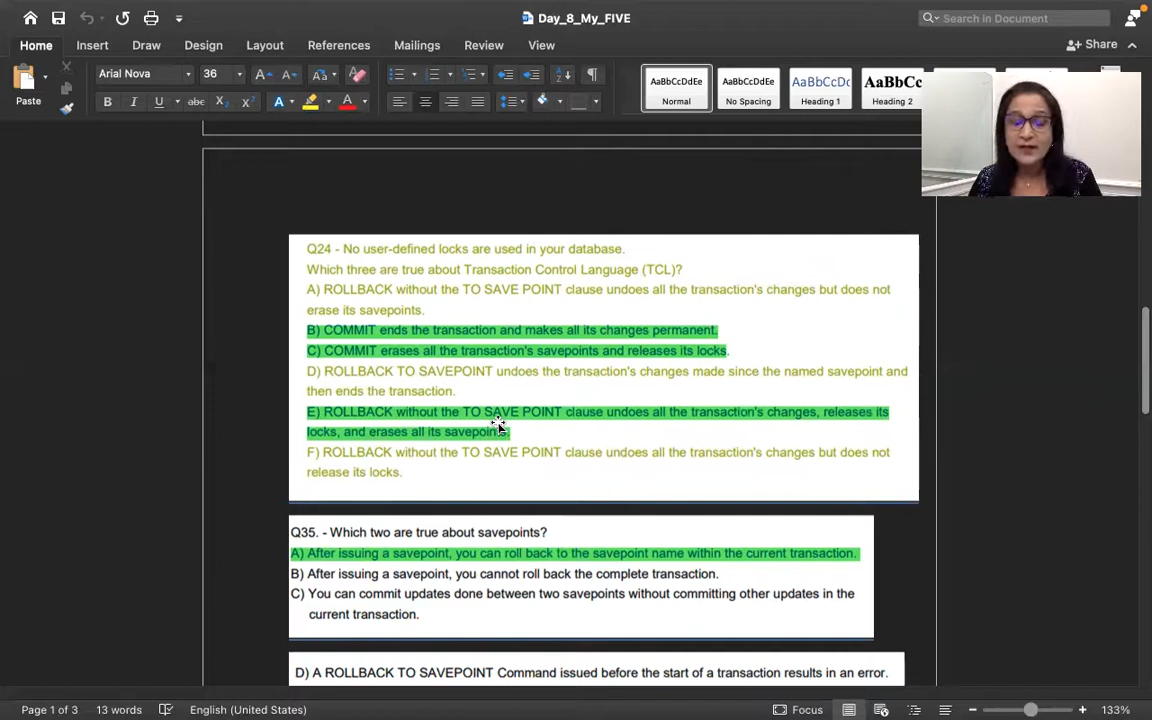 Day_8_My_FIVE
Search in Document
Home Insert Draw Design Layout References Mailings Review View
Share
Paste
Arial Nova 36
AaBbCcDdEe AaBbCcDdEe AaBbCcDc AaBbCc
Normal No Spacing Heading 1 Heading 2
Q24 - No user-defined locks are used in your database.
Which three are true about Transaction Control Language (TCL)?
A) ROLLBACK without the TO SAVE POINT clause undoes all the transaction's changes but does not
erase its savepoints.
B) COMMIT ends the transaction and makes all its changes permanent.
C) COMMIT erases all the transaction's savepoints and releases its locks.
D) ROLLBACK TO SAVEPOINT undoes the transaction's changes made since the named savepoint and
then ends the transaction.
E) ROLLBACK without the TO SAVE POINT clause undoes all the transaction's changes, releases its
locks, and erases all its savepoints.
F) ROLLBACK without the TO SAVE POINT clause undoes all the transaction's changes but does not
release its locks.
Q35. - Which two are true about savepoints?
A) After issuing a savepoint, you can roll back to the savepoint name within the current transaction.
B) After issuing a savepoint, you cannot roll back the complete transaction.
C) You can commit updates done between two savepoints without committing other updates in the
current transaction.
D) A ROLLBACK TO SAVEPOINT Command issued before the start of a transaction results in an error.
Page 1 of 3 13 words English (United States) Focus 133%